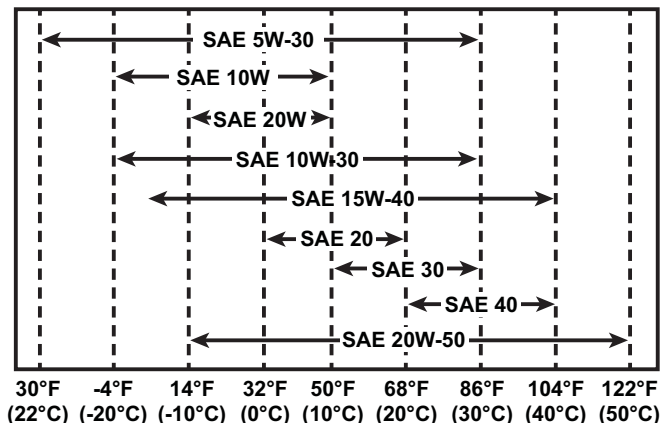 SAE 5W-30
SAE 10W
SAE 20W
SAE 10W-30
SAE 15W-40
SAE 20
SAE 30
SAE 40
SAE 20W-50
30°F -4°F 14°F 32°F 50°F 68°F 86°F 104°F 122°F
(22°C) (-20°C) (-10°C) (0°C) (10°C) (20°C) (30°C) (40°C) (50°C)